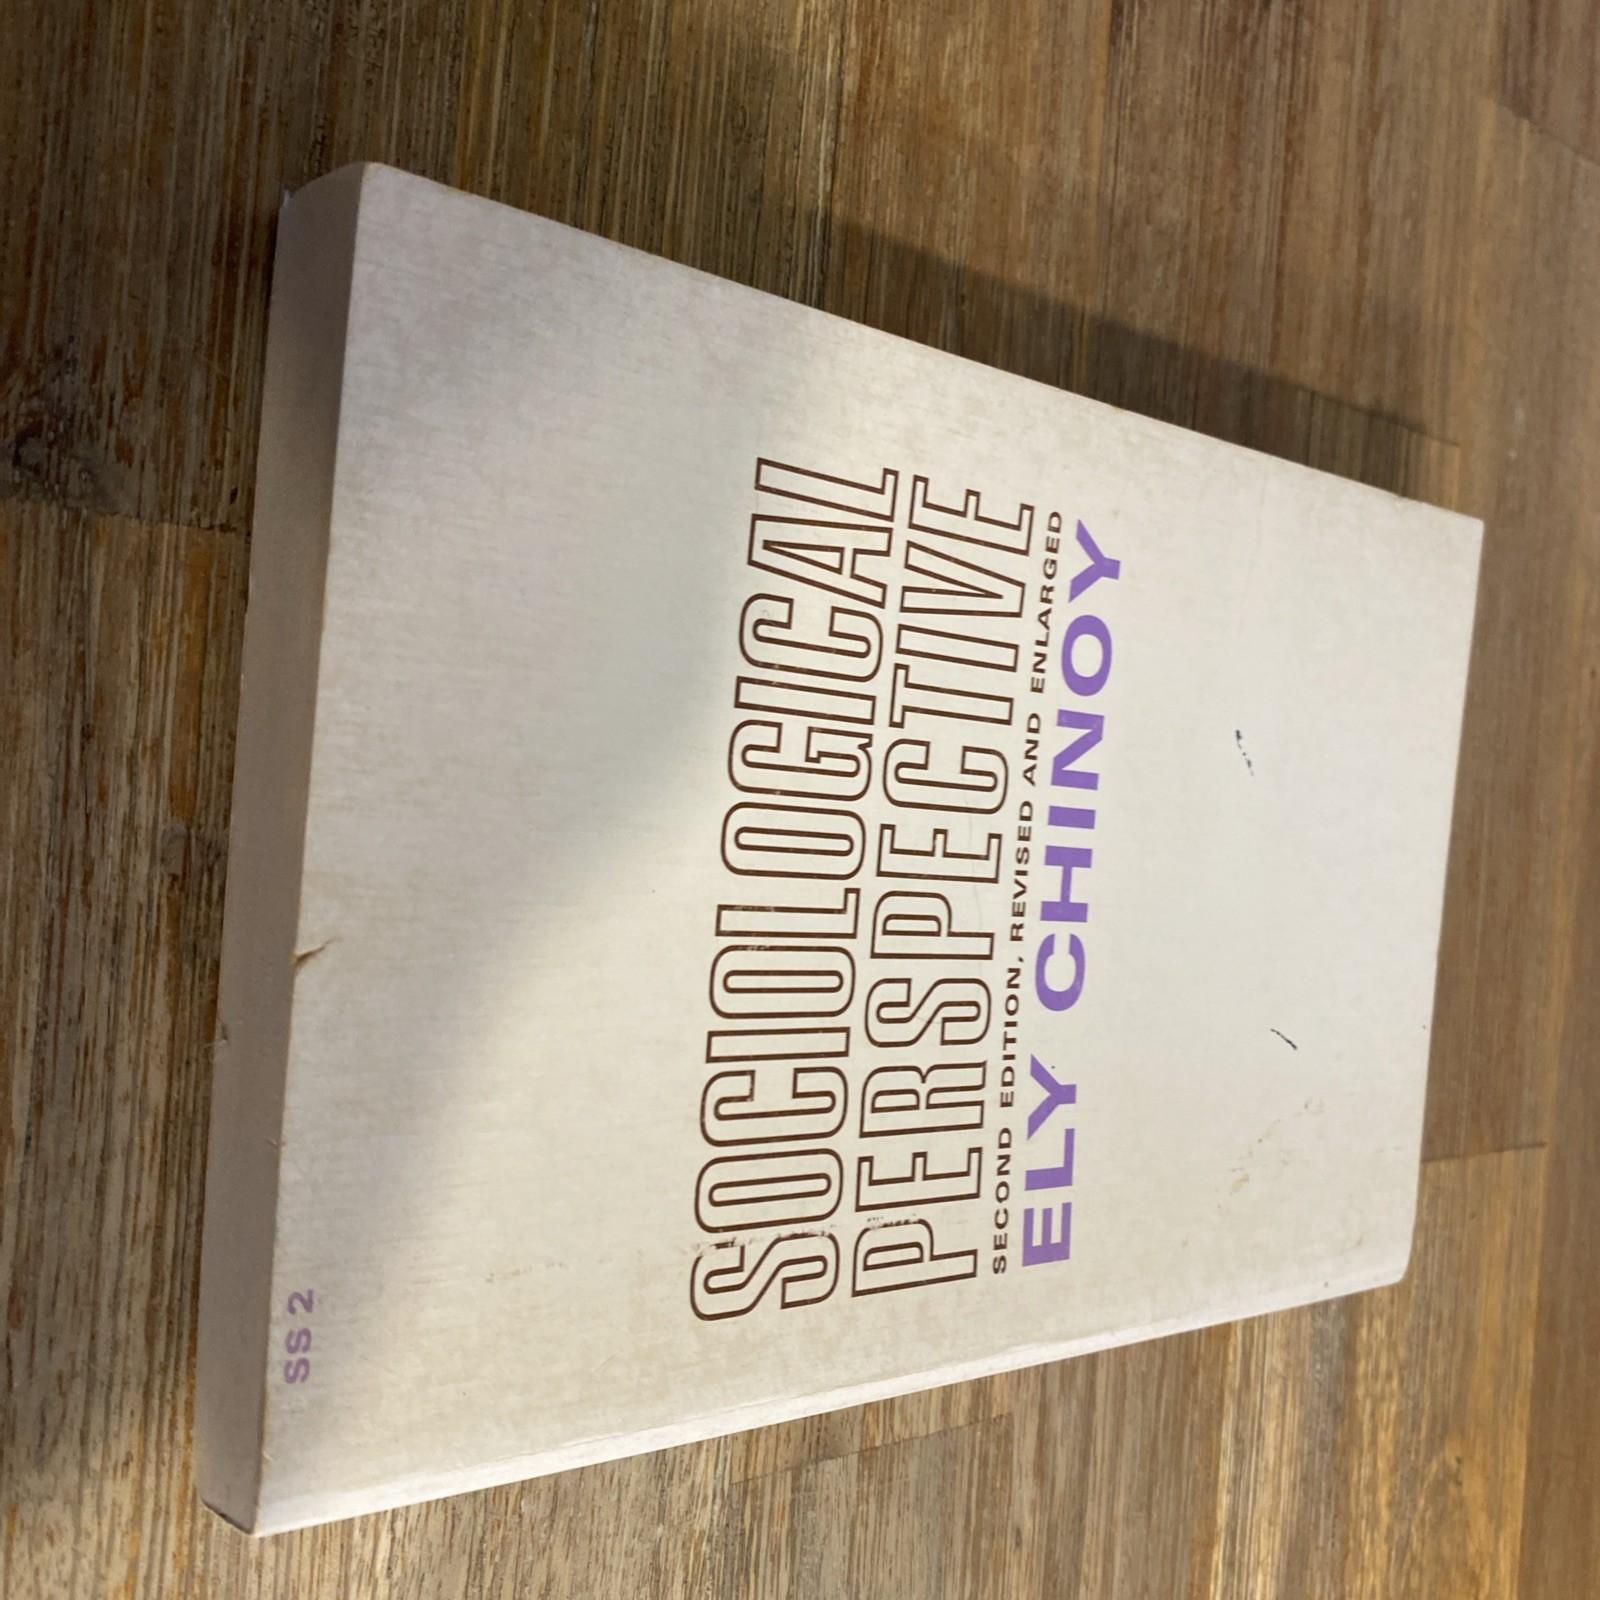 SS 2
SOCIOLOGICAL
PERSPECTIVE
SECOND EDITION, REVISED AND ENLARGED
ELY CHINOY